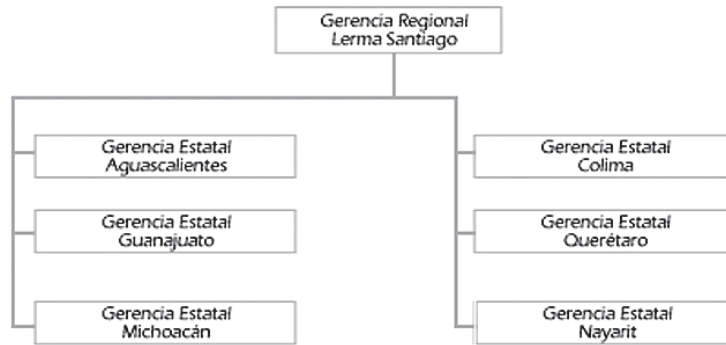 Gerencia Regional
Lerma Santiago
Gerencia Estatal
Aguascalientes
Gerencia Estatal
Colima
Gerencia Estatal
Guanajuato
Gerencia Estatal
Querétaro
Gerencia Estatal
Michoacán
Gerencia Estatal
Nayarit